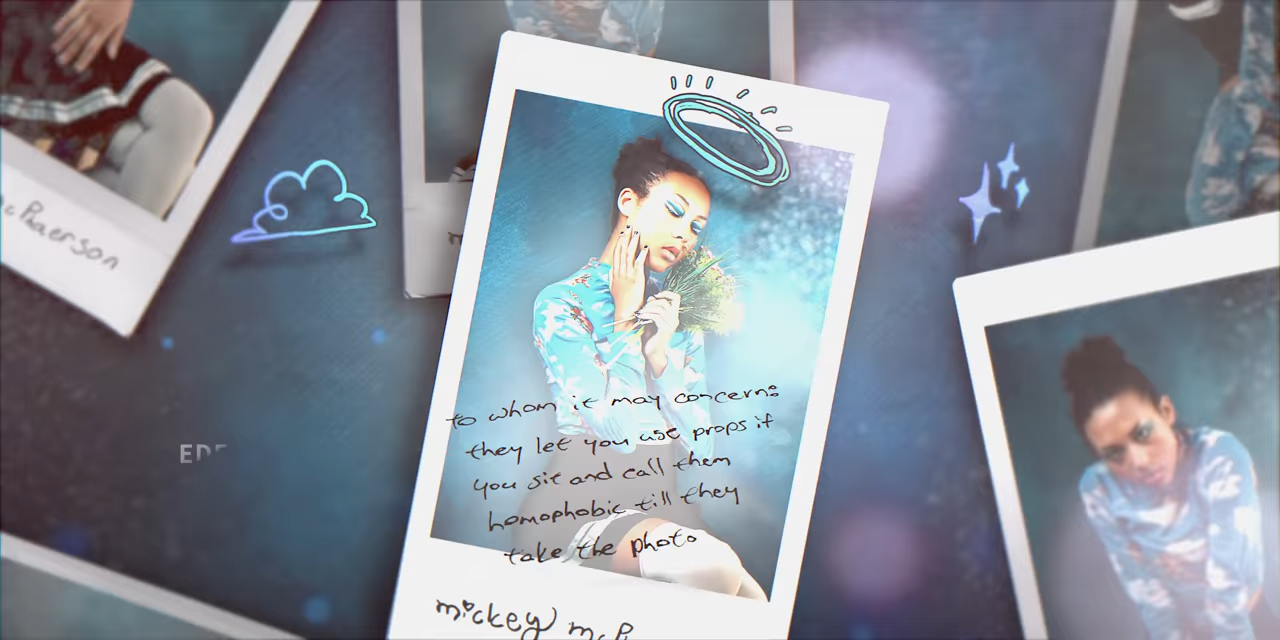 to whom it may concern:
they let you use props if
you sit and call them
homophobic till they
take the photo
mickey